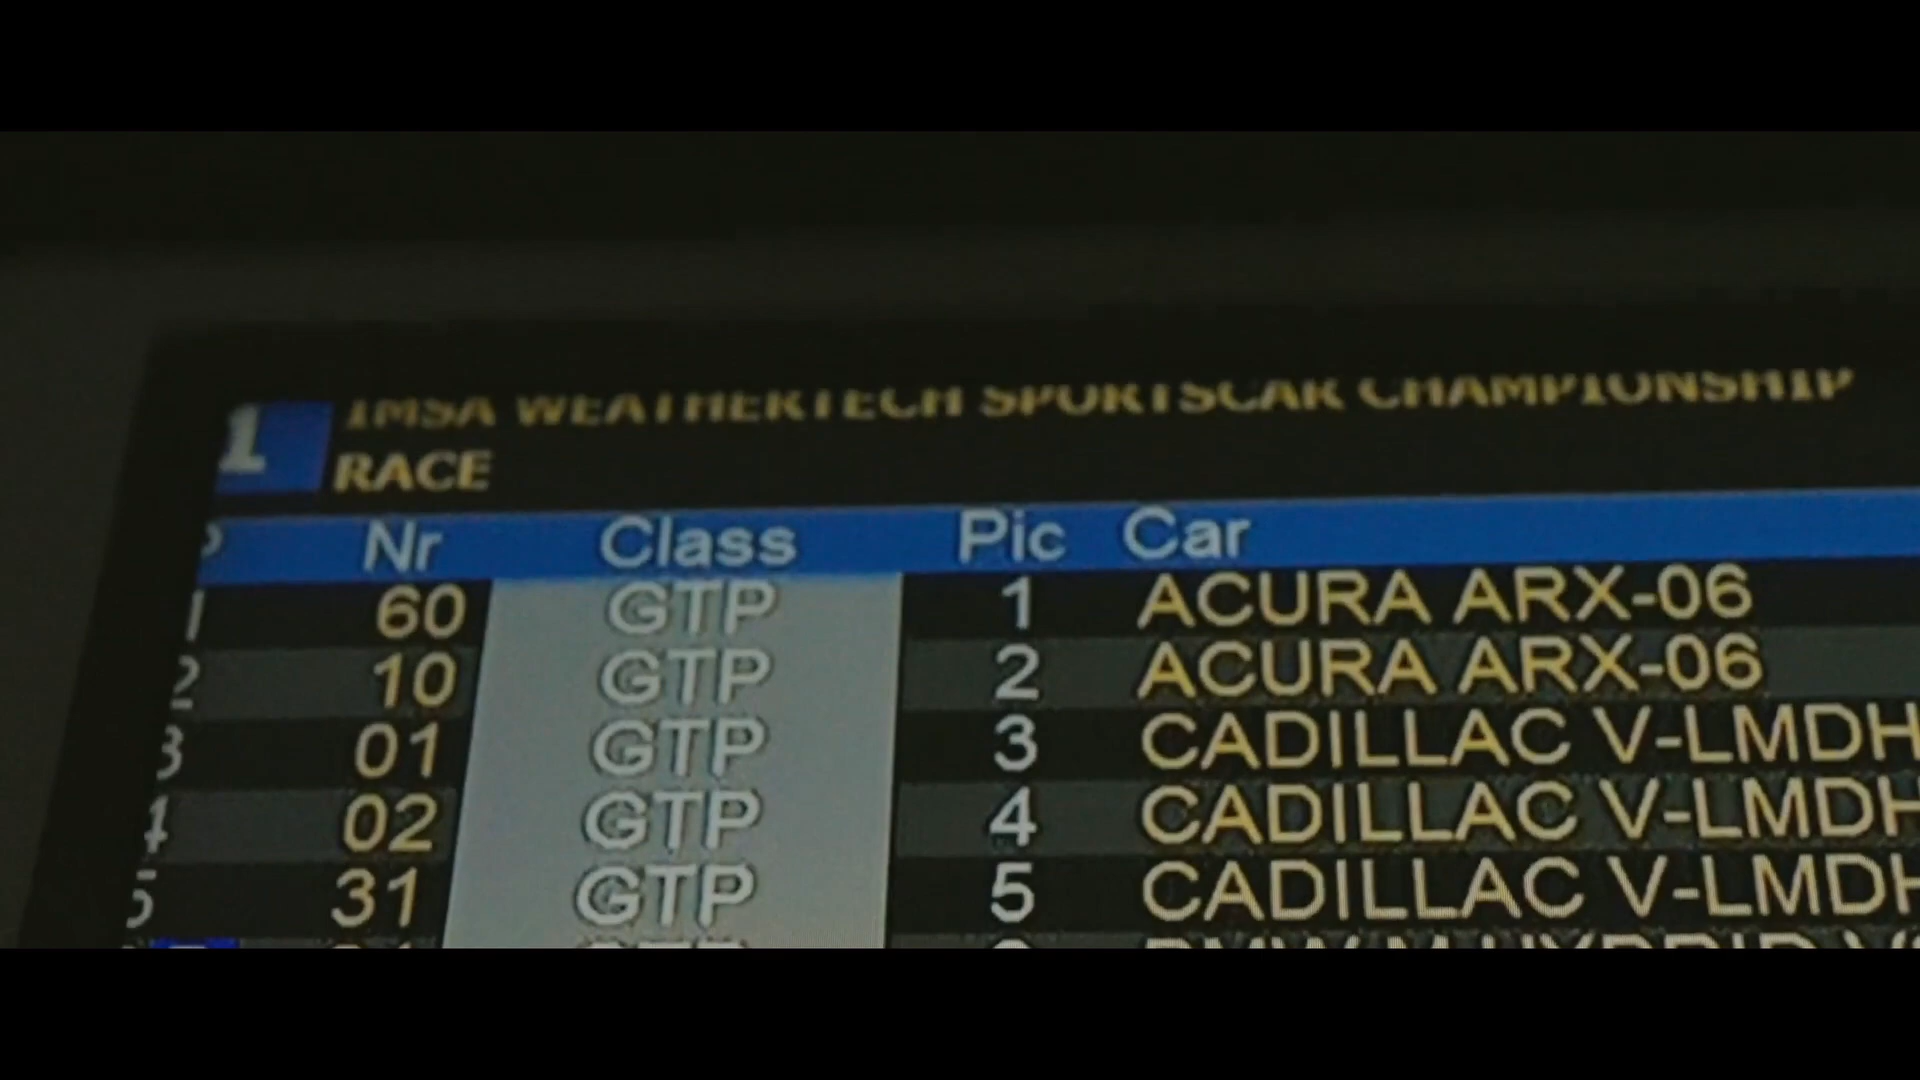 1 IMSA WEATHERTECH SPORTSCAR CHAMPIONSHIP
RACE
P Nr Class Pic Car
1 60 GTP 1 ACURA ARX-06
2 10 GTP 2 ACURA ARX-06
3 01 GTP 3 CADILLAC V-LMDH
4 02 GTP 4 CADILLAC V-LMDH
5 31 GTP 5 CADILLAC V-LMDH